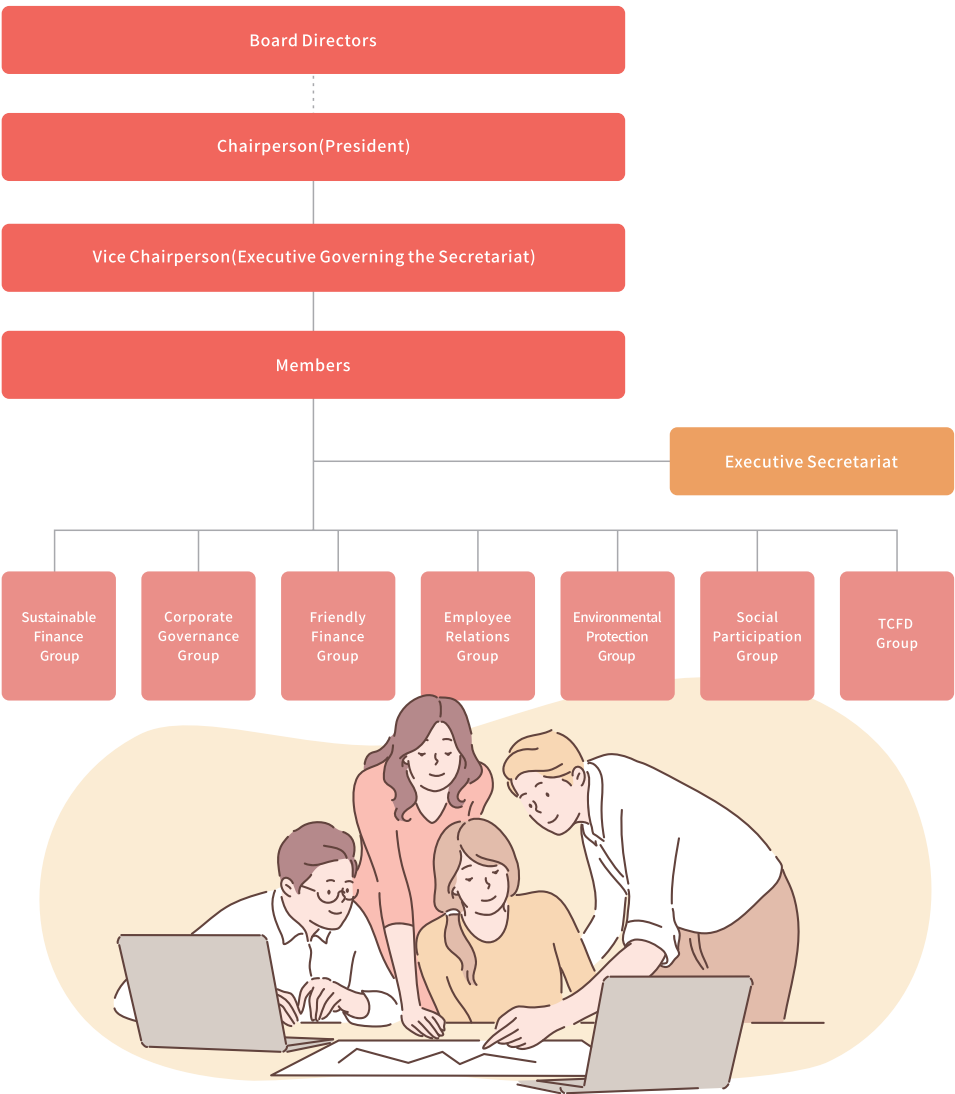 Board Directors
Chairperson(President)
Vice Chairperson(Executive Governing the Secretariat)
Members
Executive Secretariat
Sustainable
Finance
Group
Corporate
Governance
Group
Friendly
Finance
Group
Employee
Relations
Group
Environmental
Protection
Group
Social
Participation
Group
TCFD
Group